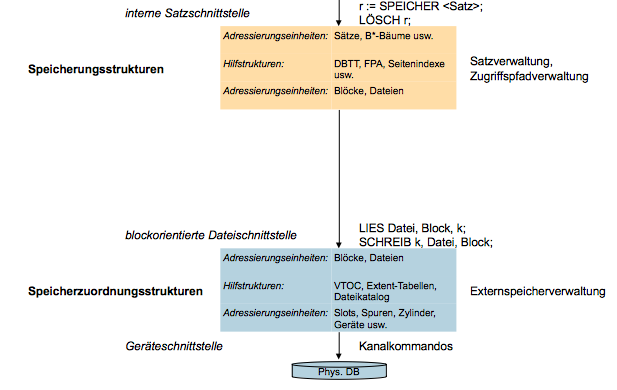 interne Satzschnittstelle
r := SPEICHER <Satz>;
LÖSCH r;
Adressierungseinheiten: Sätze, B*-Bäume usw.
Speicherungsstrukturen
Hilfstrukturen: DBTT, FPA, Seitenindexe
usw.
Satzverwaltung,
Zugriffspfadverwaltung
Adressierungseinheiten: Blöcke, Dateien
blockorientierte Dateischnittstelle
LIES Datei, Block, k;
SCHREIB k, Datei, Block;
Adressierungseinheiten: Blöcke, Dateien
Speicherzuordnungsstrukturen
Hilfstrukturen: VTOC, Extent-Tabellen,
Dateikatalog
Externspeicherverwaltung
Adressierungseinheiten: Slots, Spuren, Zylinder,
Geräte usw.
Geräteschnittstelle
Kanalkommandos
Phys. DB